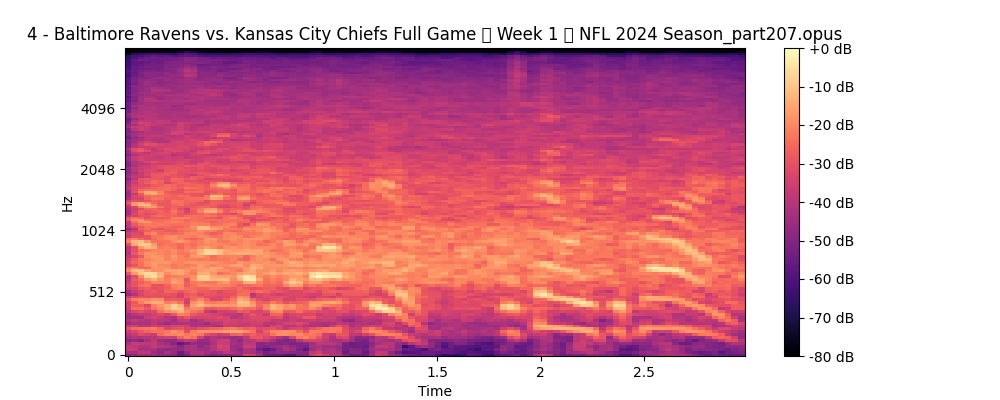 4 - Baltimore Ravens vs. Kansas City Chiefs Full Game ▯ Week 1 ▯ NFL 2024 Season_part207.opus
+0 dB
-10 dB
-20 dB
-30 dB
-40 dB
-50 dB
-60 dB
-70 dB
-80 dB
4096
2048
1024
512
0
Hz
0
0.5
1
1.5
2
2.5
Time